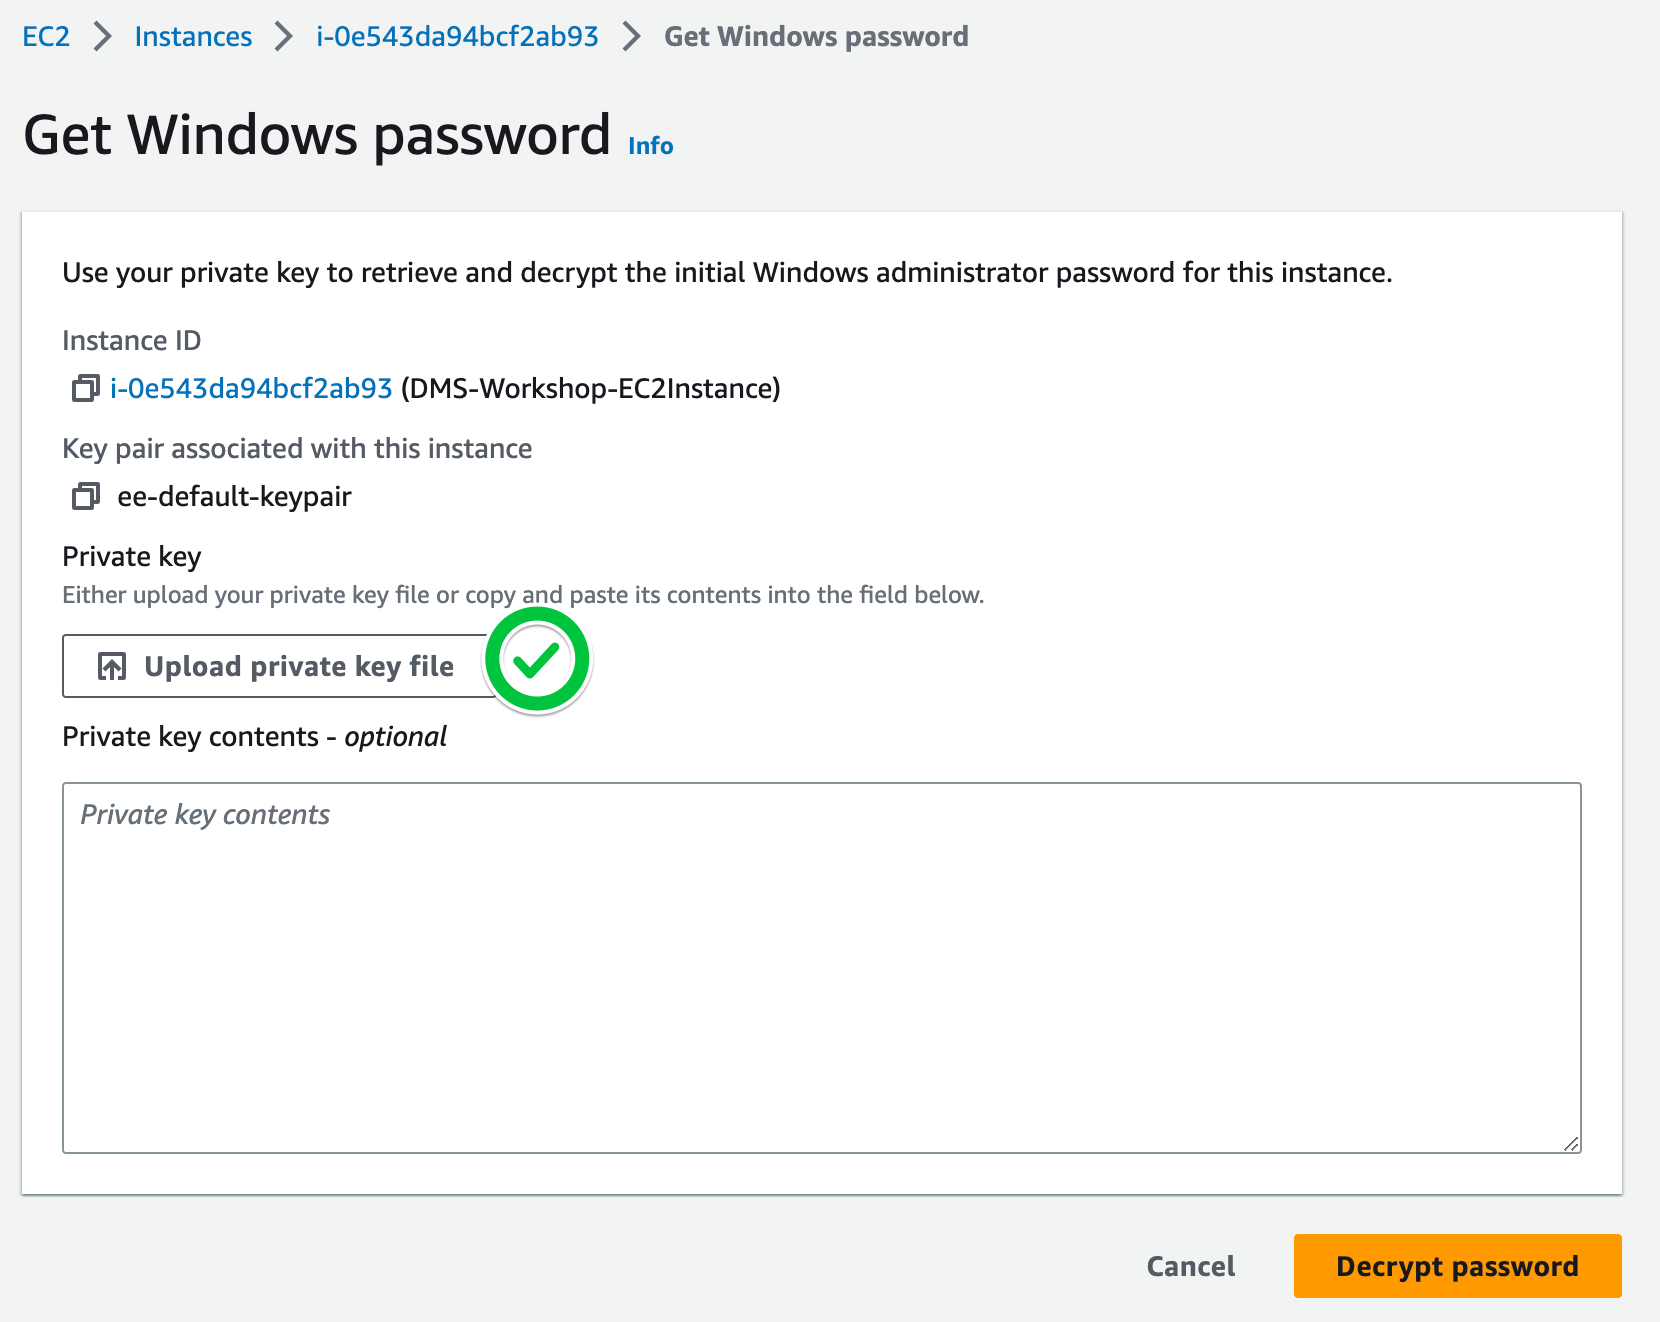 EC2 > Instances > i-0e543da94bcf2ab93 > Get Windows password
Get Windows password Info
Use your private key to retrieve and decrypt the initial Windows administrator password for this instance.
Instance ID
i-0e543da94bcf2ab93 (DMS-Workshop-EC2Instance)
Key pair associated with this instance
ee-default-keypair
Private key
Either upload your private key file or copy and paste its contents into the field below.
Upload private key file
Private key contents - optional
Private key contents
Cancel
Decrypt password